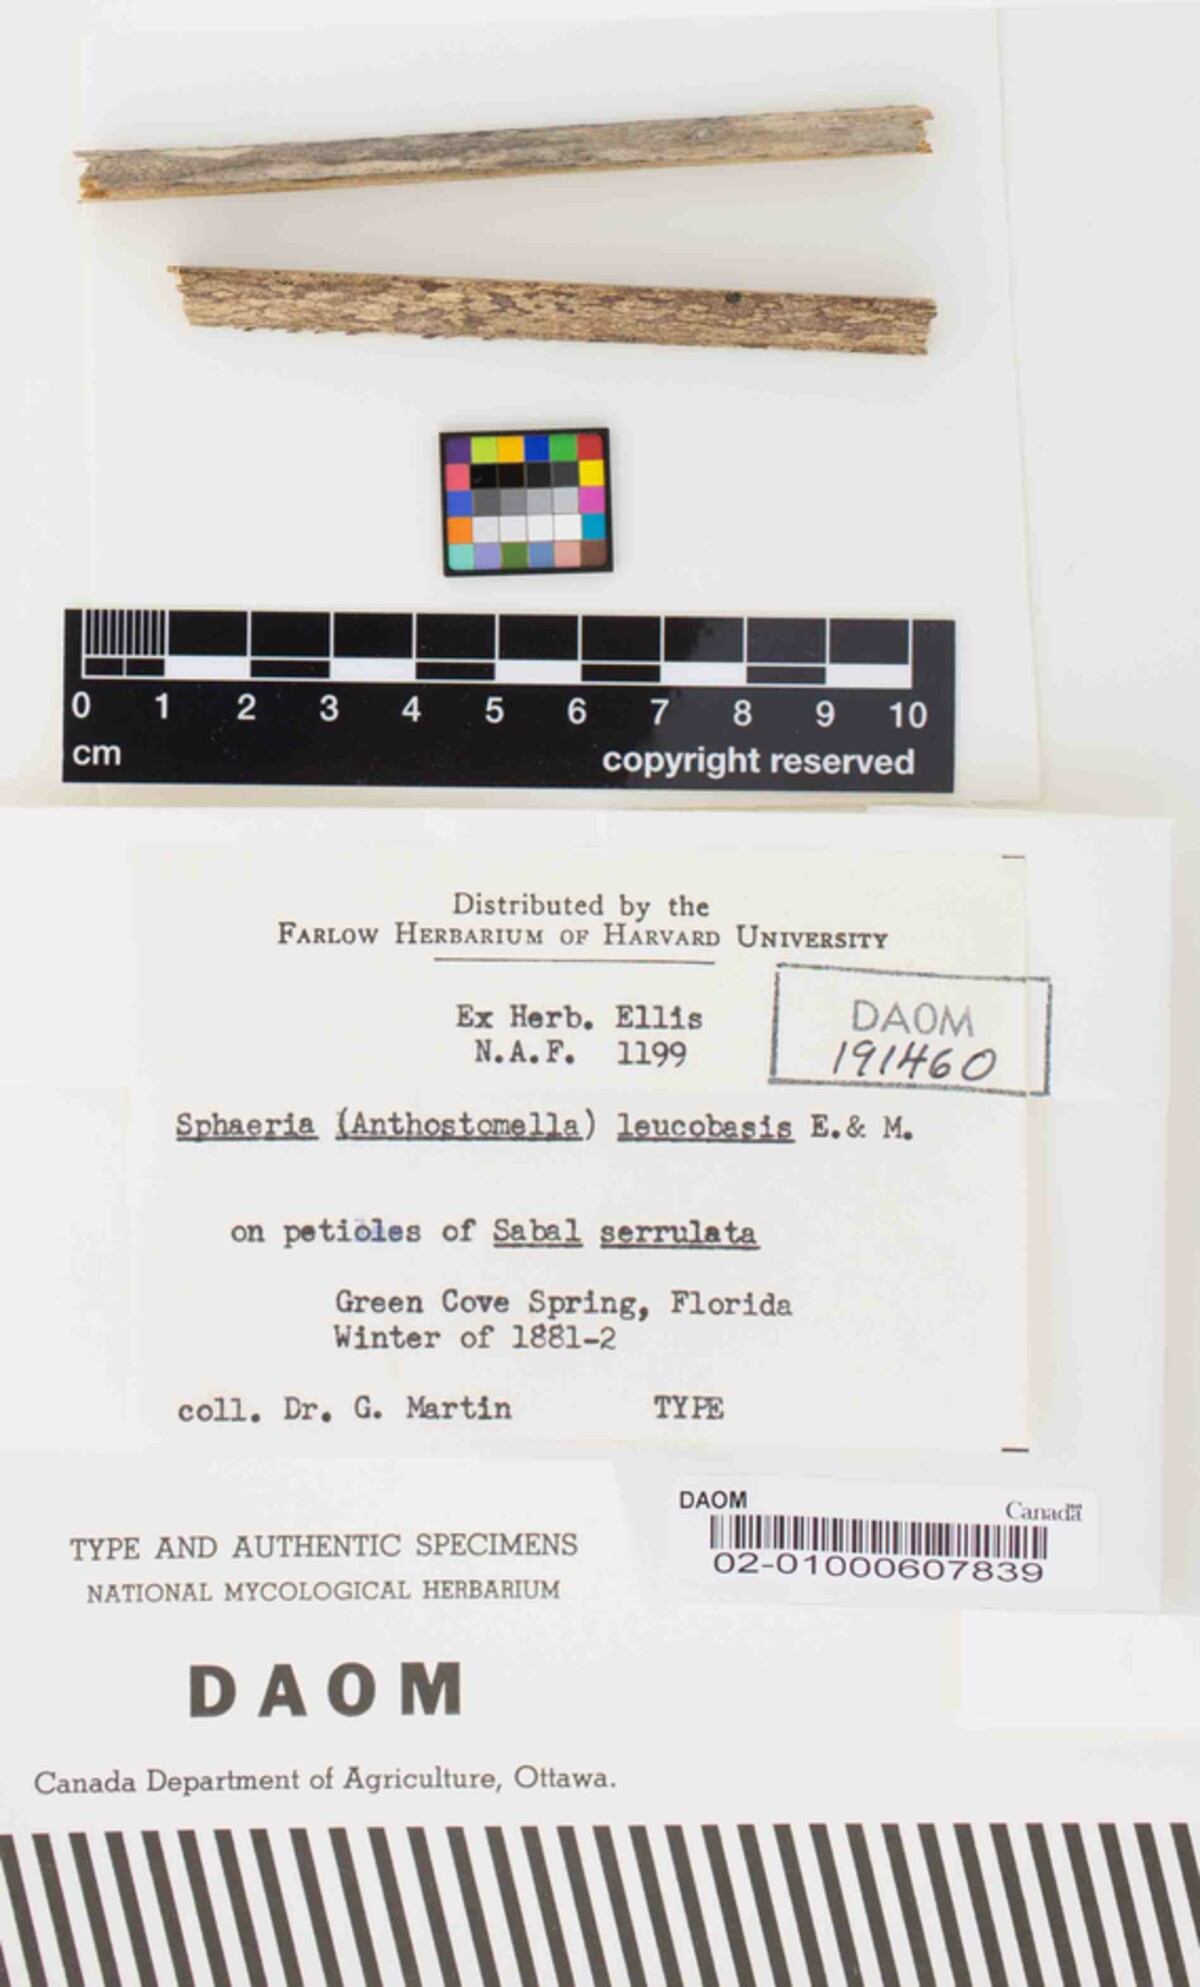 0 1 2 3 4 5 6 7 8 9 10
cm copyright reserved
Distributed by the
FARLOW HERBARIUM OF HARVARD UNIVERSITY
Ex Herb. Ellis
N.A.F. 1199
DAOM
191460
Sphaeria (Anthostomella) leucobasis E.& M.
on petioles of Sabal serrulata
Green Cove Spring, Florida
Winter of 1881-2
coll. Dr. G. Martin TYPE
DAOM Canada
02-01000607839
TYPE AND AUTHENTIC SPECIMENS
NATIONAL MYCOLOGICAL HERBARIUM
DAOM
Canada Department of Agriculture, Ottawa.